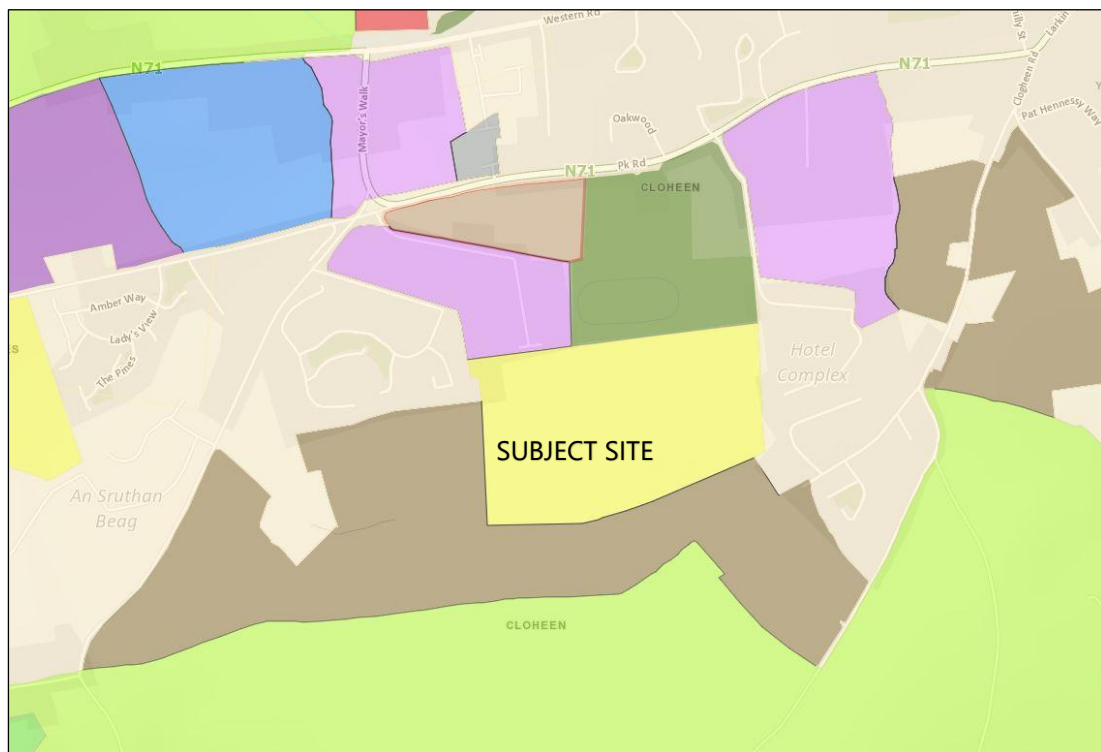 Western Rd
N71
Mayor's Walk
Clogheen Rd
Larkin
N71
Pat Hennessy Way
Oakwood
N71
Pk Rd
CLOHEEN
Amber Way
Lady's View
The Pines
Hotel
Complex
SUBJECT SITE
An Sruthan
Beag
CLOHEEN